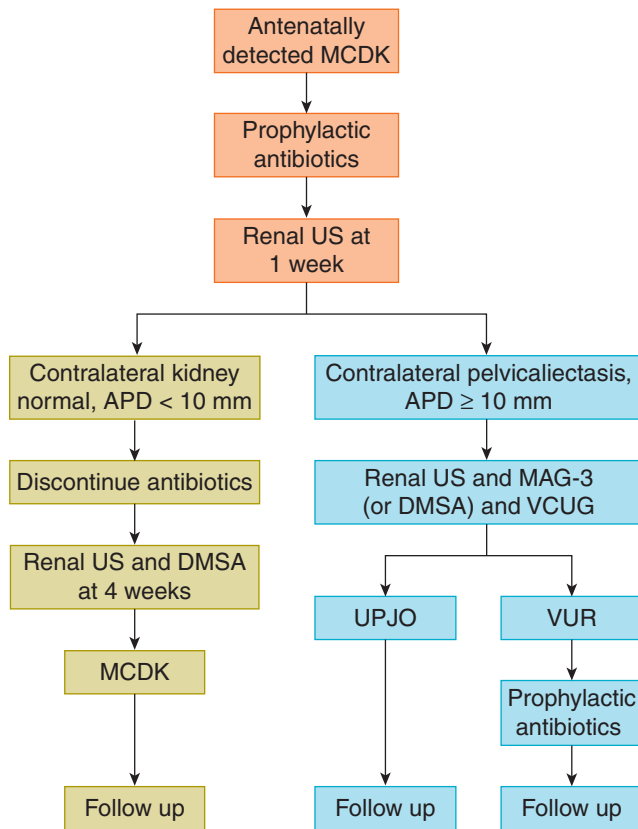 Antenatally
detected MCDK
Prophylactic
antibiotics
Renal US at
1 week
Contralateral kidney
normal, APD < 10 mm
Discontinue antibiotics
Renal US and DMSA
at 4 weeks
MCDK
Follow up
Contralateral pelvicaliectasis,
APD ≥ 10 mm
Renal US and MAG-3
(or DMSA) and VCUG
UPJO
Follow up
VUR
Prophylactic
antibiotics
Follow up